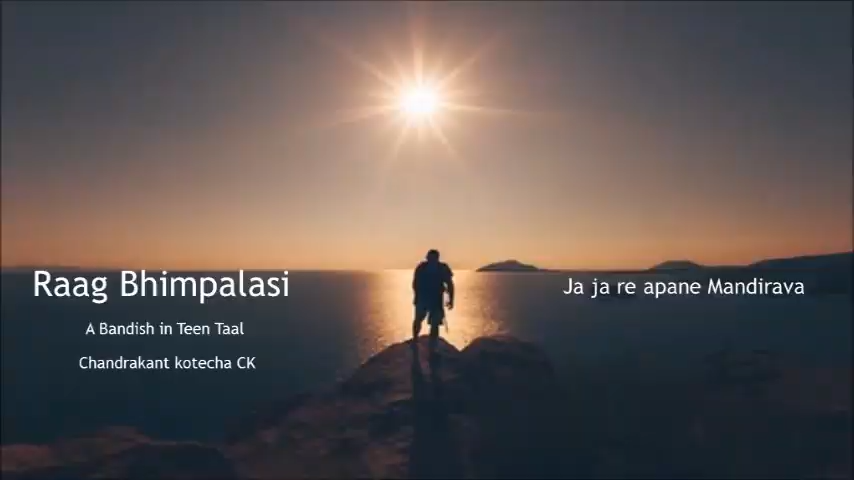 Raag Bhimpalasi
A Bandish in Teen Taal
Chandrakant kotecha CK
Ja ja re apane Mandirava